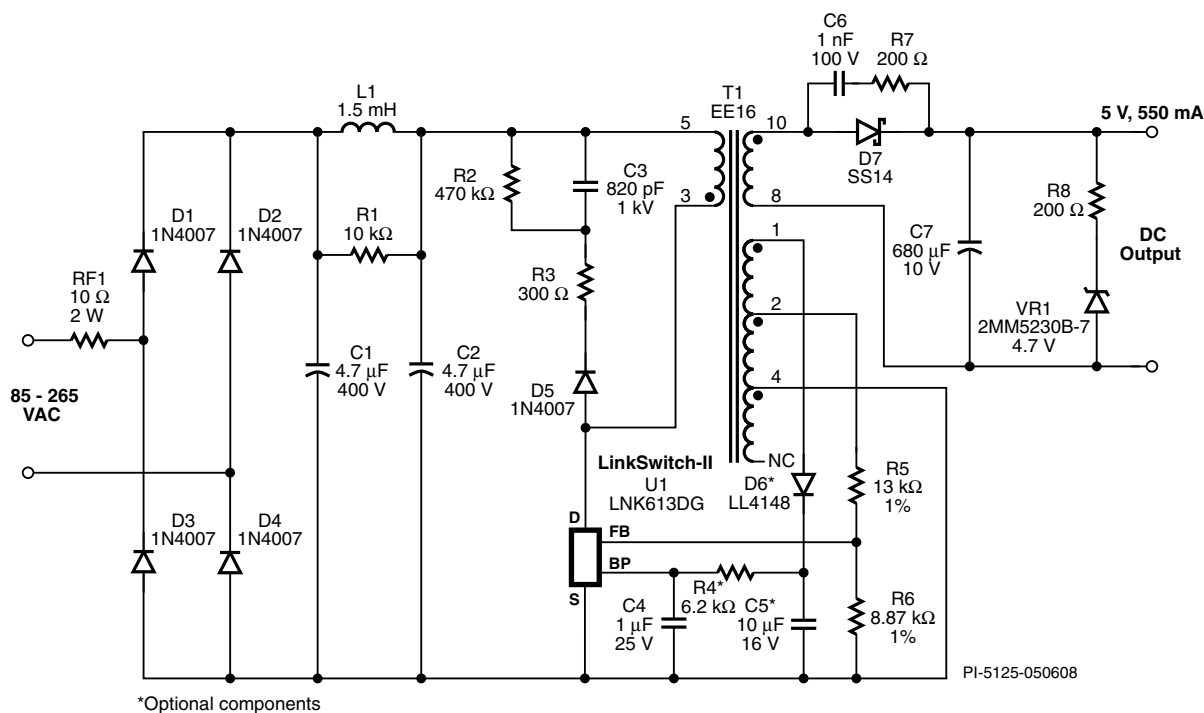 C6
1 nF
100 V
R7
200 Ω
L1
1.5 mH
T1
EE16
5
10
5 V, 550 mA
D7
SS14
R2
470 kΩ
C3
820 pF
1 kV
3
8
R8
200 Ω
D1
1N4007
D2
1N4007
R1
10 kΩ
1
C7
680 μF
10 V
DC
Output
RF1
10 Ω
2 W
R3
300 Ω
2
VR1
2MM5230B-7
4.7 V
C1
4.7 μF
400 V
C2
4.7 μF
400 V
D5
1N4007
4
85 - 265
VAC
NC
LinkSwitch-II
U1
LNK613DG
D6*
LL4148
R5
13 kΩ
1%
D3
1N4007
D4
1N4007
D
FB
BP
S
R4*
6.2 kΩ
C4
1 μF
25 V
C5*
10 μF
16 V
R6
8.87 kΩ
1%
PI-5125-050608
*Optional components